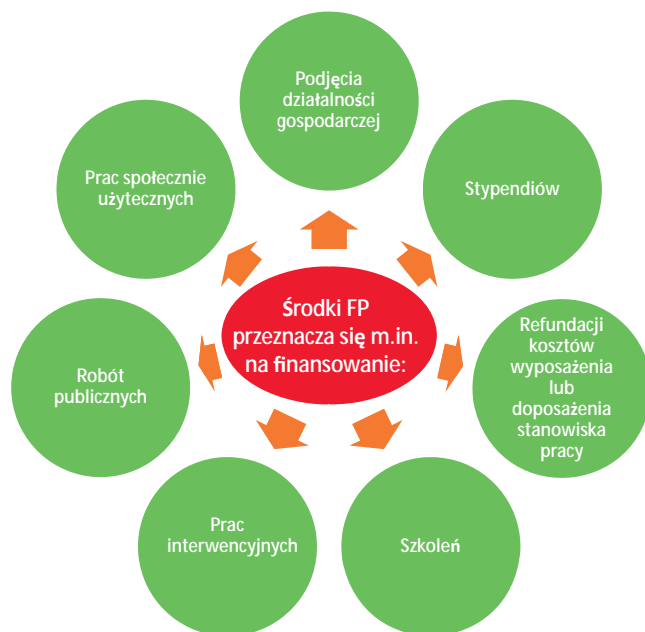 Środki FP
przeznacza się m.in.
na finansowanie:
Podjęcia
działalności
gospodarczej
Stypendiów
Refundacji
kosztów
wyposażenia
lub
doposażenia
stanowiska
pracy
Szkoleń
Prac
interwencyjnych
Robót
publicznych
Prac społecznie
użytecznych